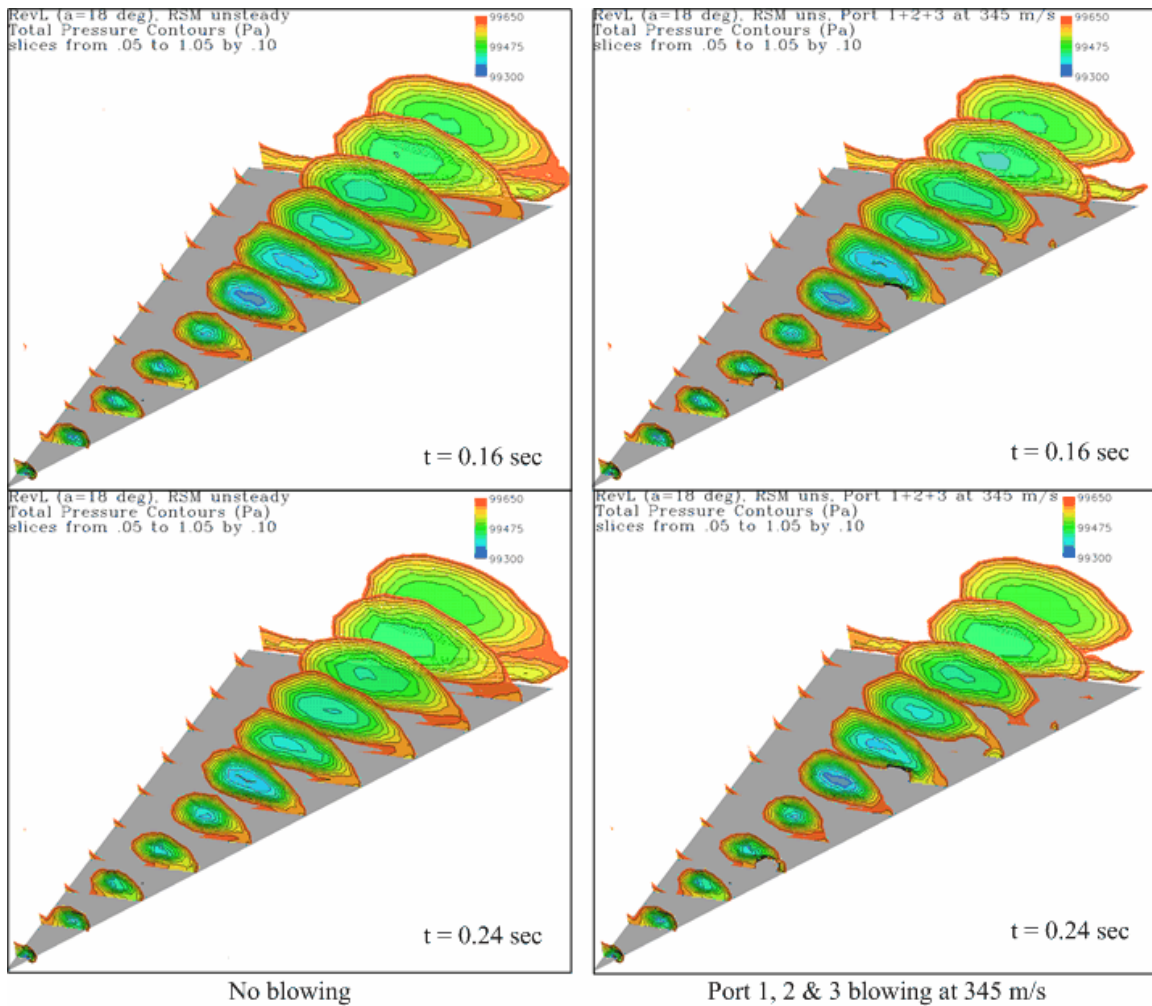 RevL (a=18 deg), RSM unsteady
Total Pressure Contours (Pa)
slices from .05 to 1.05 by .10
99650
99475
99300
t = 0.16 sec
RevL (a=18 deg), RSM uns, Port 1+2+3 at 345 m/s
Total Pressure Contours (Pa)
slices from .05 to 1.05 by .10
99650
99475
99300
t = 0.16 sec
RevL (a=18 deg), RSM unsteady
Total Pressure Contours (Pa)
slices from .05 to 1.05 by .10
99650
99475
99300
t = 0.24 sec
RevL (a=18 deg), RSM uns, Port 1+2+3 at 345 m/s
Total Pressure Contours (Pa)
slices from .05 to 1.05 by .10
99650
99475
99300
t = 0.24 sec
No blowing
Port 1, 2 & 3 blowing at 345 m/s